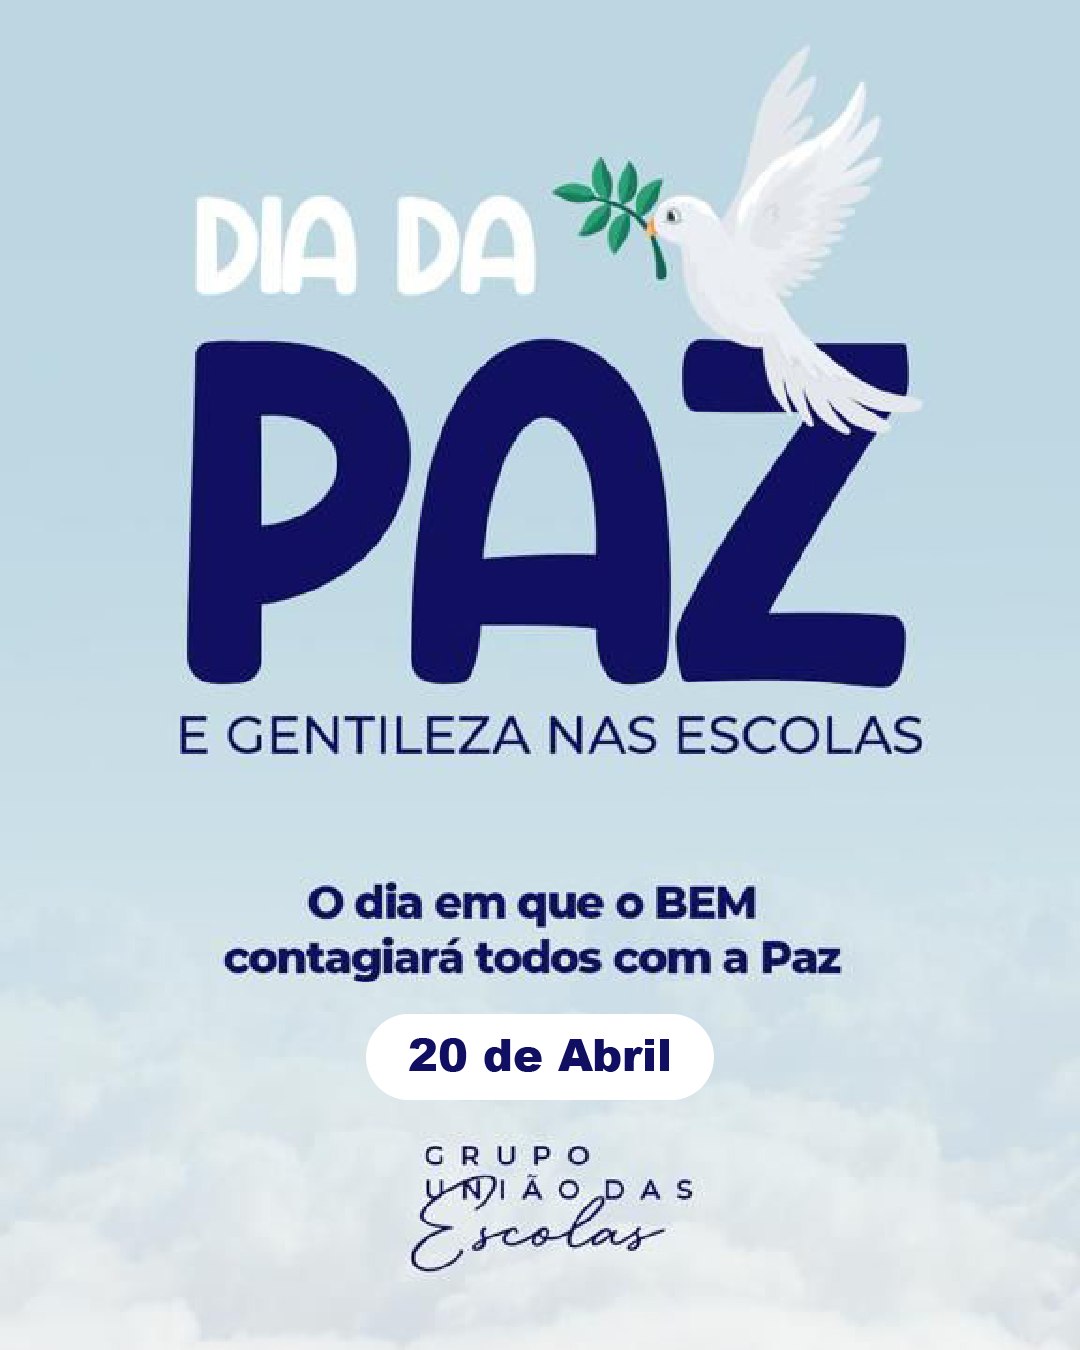 DIA DA
PAZ
E GENTILEZA NAS ESCOLAS
O dia em que o BEM
contagiará todos com a Paz
20 de Abril
GRUPO
UNIÃO DAS
Escolas